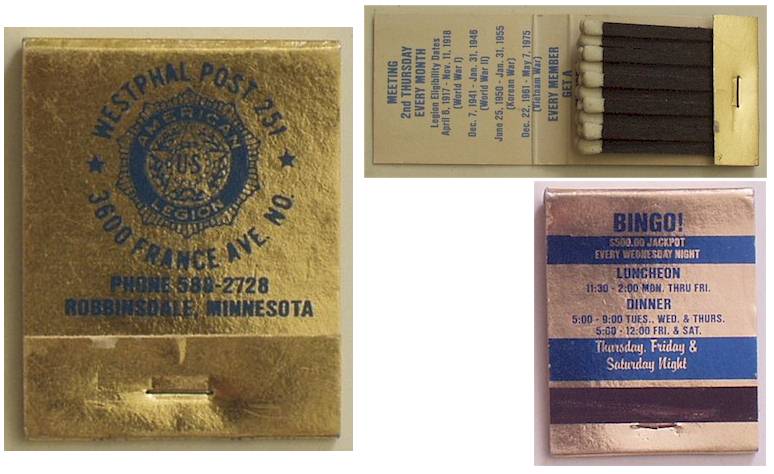 WESTPHAL POST 251
AMERICAN
U.S
LEGION
3600 FRANCE AVE. NO.
PHONE 588-2728
ROBBINSDALE, MINNESOTA
MEETING
2nd THURSDAY
EVERY MONTH
Legion Eligibility Dates
April 6, 1917 - Nov. 11, 1918
(World War I)
Dec. 7, 1941 - Jan. 31, 1946
(World War II)
June 25, 1950 - Jan. 31, 1955
(Korean War)
Dec. 22, 1961 - May 7, 1975
(Vietnam War)
EVERY MEMBER
GET A
BINGO!
$500.00 JACKPOT
EVERY WEDNESDAY NIGHT
LUNCHEON
11:30 - 2:00 MON. THRU FRI.
DINNER
5:00 - 9:00 TUES., WED. & THURS.
5:00 - 12:00 FRI. & SAT.
Thursday, Friday &
Saturday Night